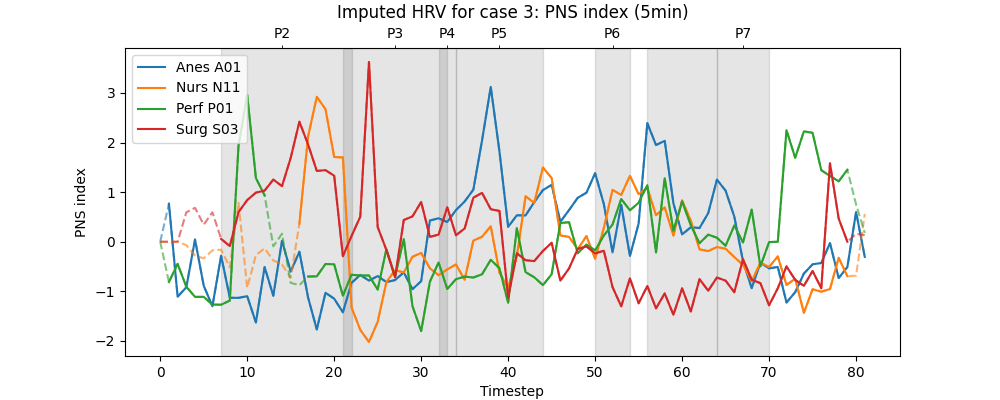 Imputed HRV for case 3: PNS index (5min)
P2 P3 P4 P5 P6 P7
Anes A01
Nurs N11
Perf P01
Surg S03
PNS index
3
2
1
0
−1
−2
0 10 20 30 40 50 60 70 80
Timestep